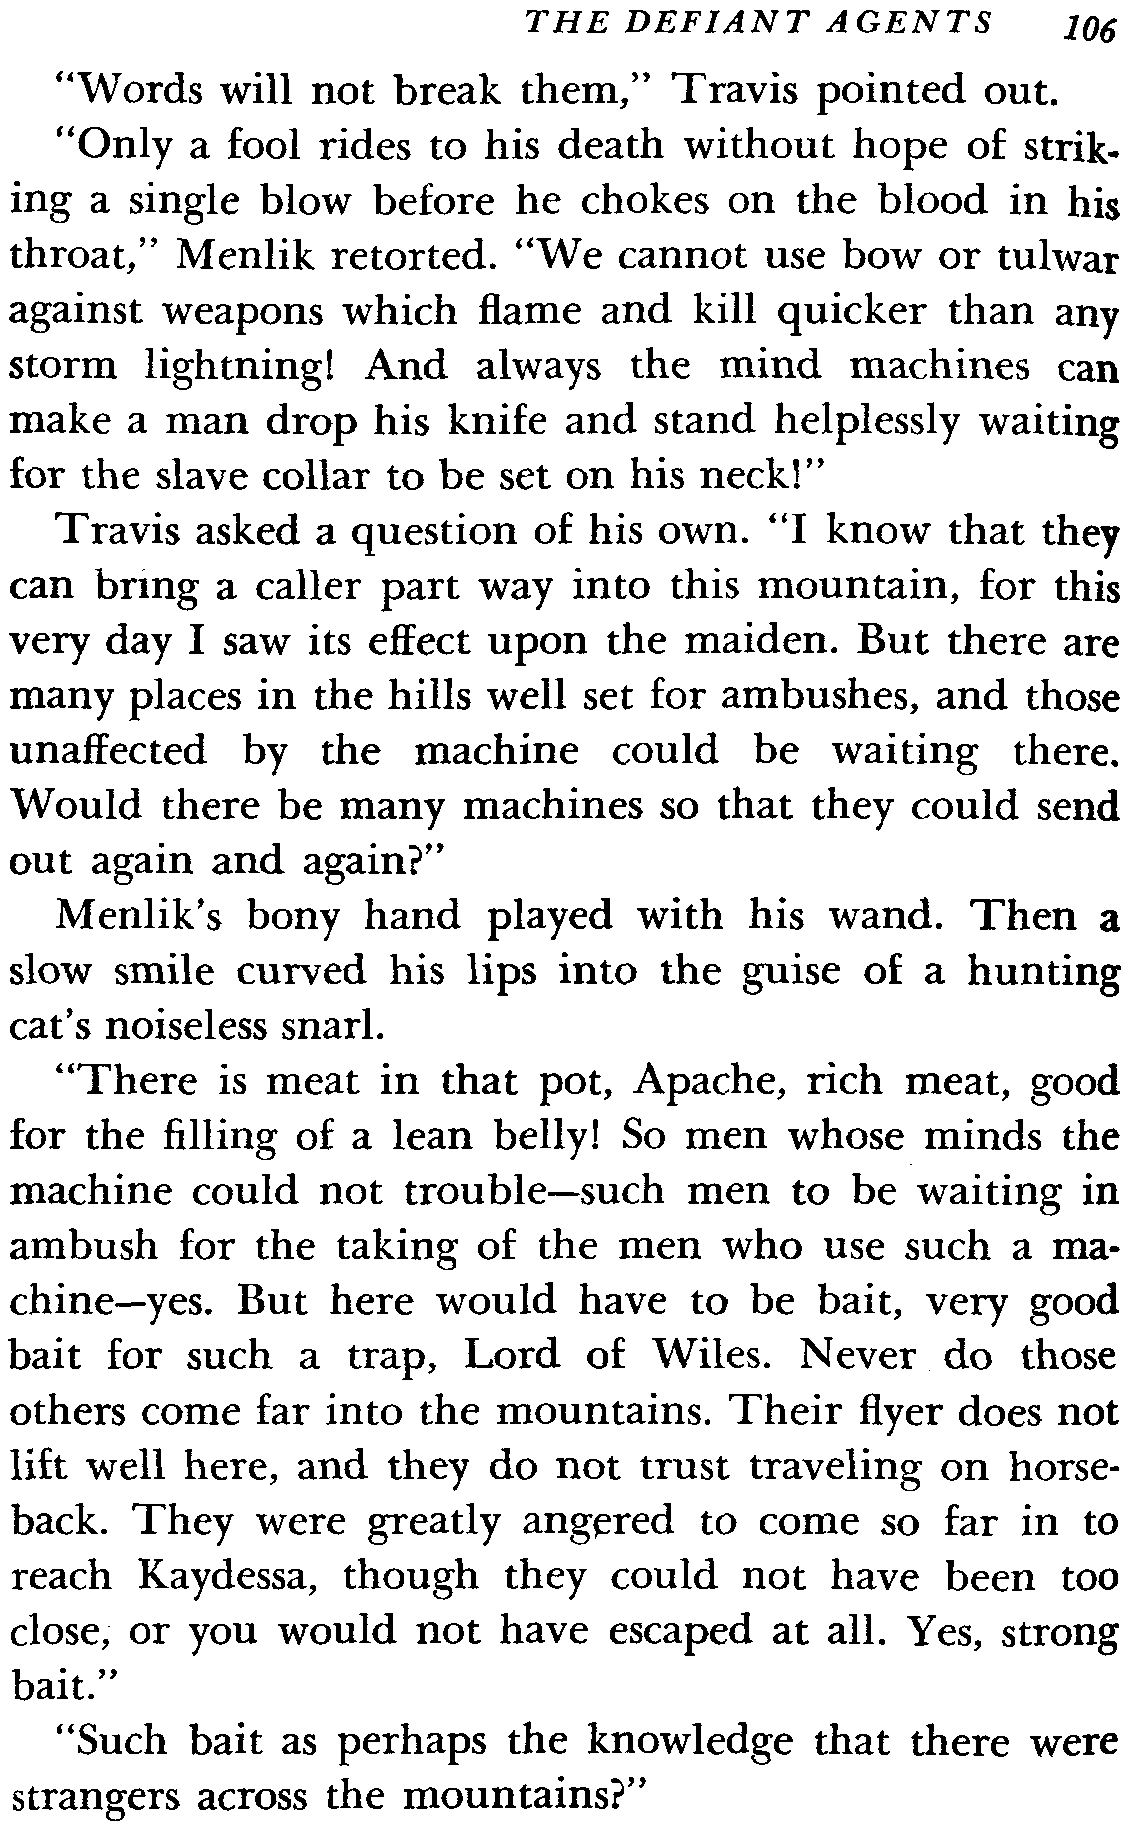 THE DEFIANT AGENTS 106
"Words will not break them," Travis pointed out.
"Only a fool rides to his death without hope of strik-
ing a single blow before he chokes on the blood in his
throat," Menlik retorted. "We cannot use bow or tulwar
against weapons which flame and kill quicker than any
storm lightning! And always the mind machines can
make a man drop his knife and stand helplessly waiting
for the slave collar to be set on his neck!"
Travis asked a question of his own. "I know that they
can bring a caller part way into this mountain, for this
very day I saw its effect upon the maiden. But there are
many places in the hills well set for ambushes, and those
unaffected by the machine could be waiting there.
Would there be many machines so that they could send
out again and again?"
Menlik's bony hand played with his wand. Then a
slow smile curved his lips into the guise of a hunting
cat's noiseless snarl.
"There is meat in that pot, Apache, rich meat, good
for the filling of a lean belly! So men whose minds the
machine could not trouble—such men to be waiting in
ambush for the taking of the men who use such a ma-
chine—yes. But here would have to be bait, very good
bait for such a trap, Lord of Wiles. Never do those
others come far into the mountains. Their flyer does not
lift well here, and they do not trust traveling on horse-
back. They were greatly angered to come so far in to
reach Kaydessa, though they could not have been too
close, or you would not have escaped at all. Yes, strong
bait."
"Such bait as perhaps the knowledge that there were
strangers across the mountains?"